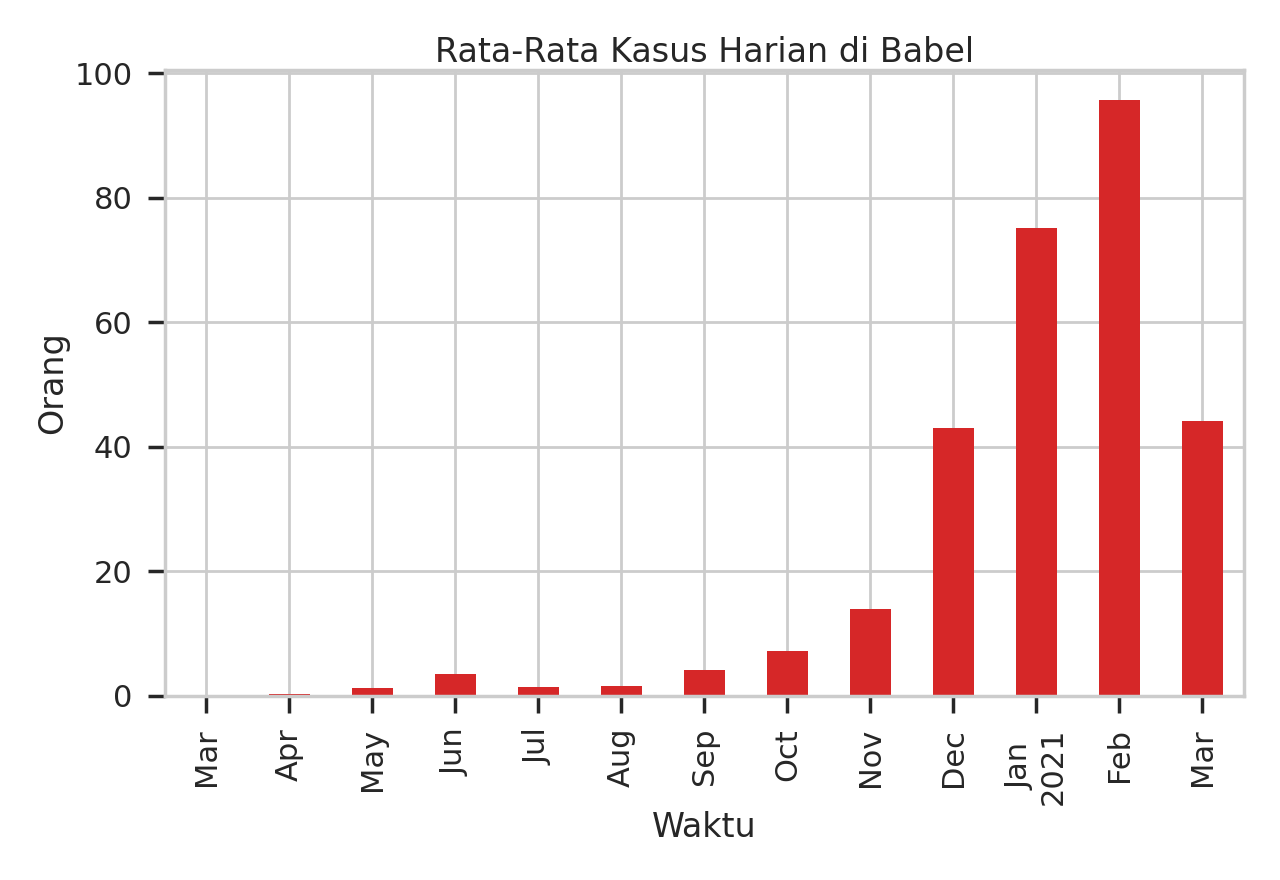 Rata-Rata Kasus Harian di Babel
100
80
60
40
20
0
Orang
Mar
Apr
May
Jun
Jul
Aug
Sep
Oct
Nov
Dec
Jan
2021
Feb
Mar
Waktu